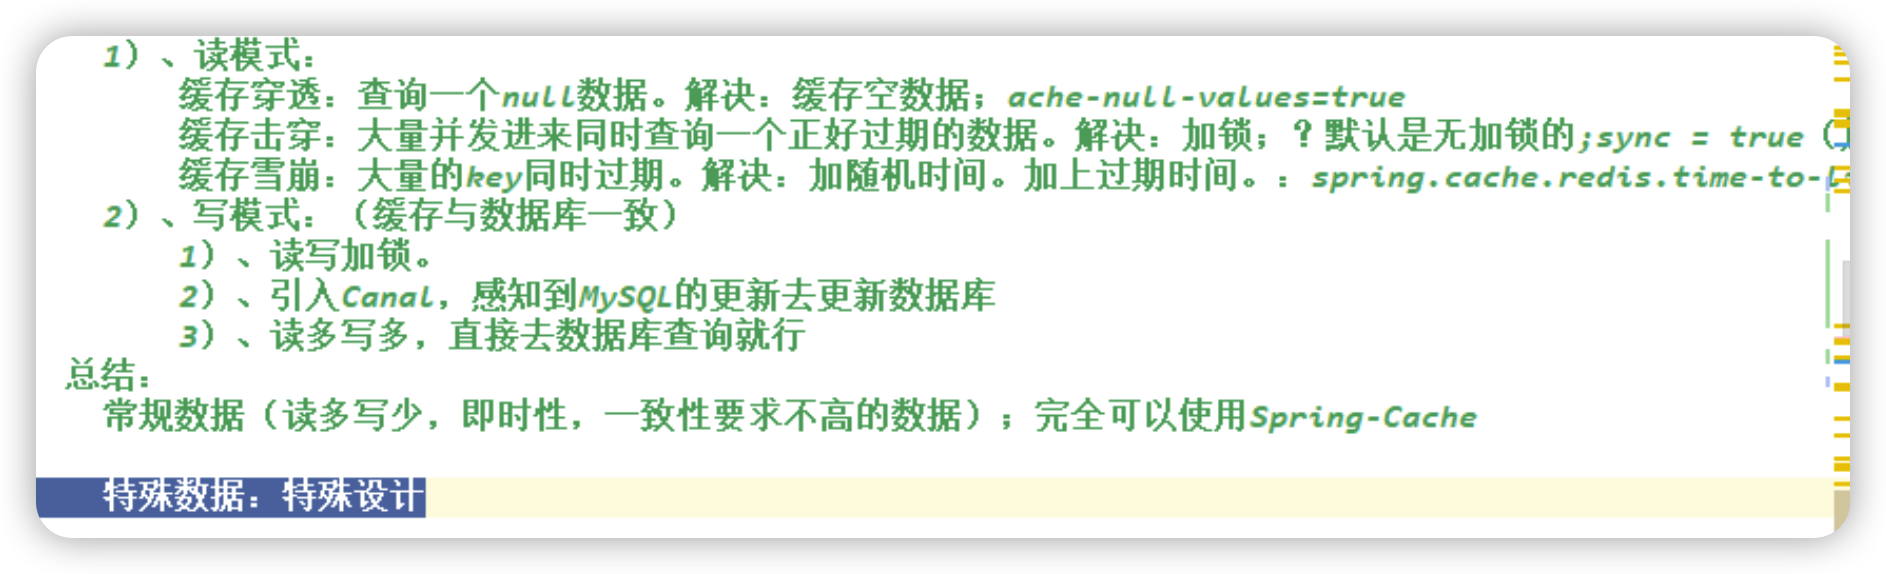 1）、读模式：
缓存穿透：查询一个null数据。解决：缓存空数据；ache-null-values=true
缓存击穿：大量并发进来同时查询一个正好过期的数据。解决：加锁；？默认是无加锁的;sync = true（
缓存雪崩：大量的key同时过期。解决：加随机时间。加上过期时间。：spring.cache.redis.time-to-
2）、写模式：（缓存与数据库一致）
1）、读写加锁。
2）、引入Canal，感知到MySQL的更新去更新数据库
3）、读多写多，直接去数据库查询就行
总结：
常规数据（读多写少，即时性，一致性要求不高的数据）；完全可以使用Spring-Cache
特殊数据：特殊设计